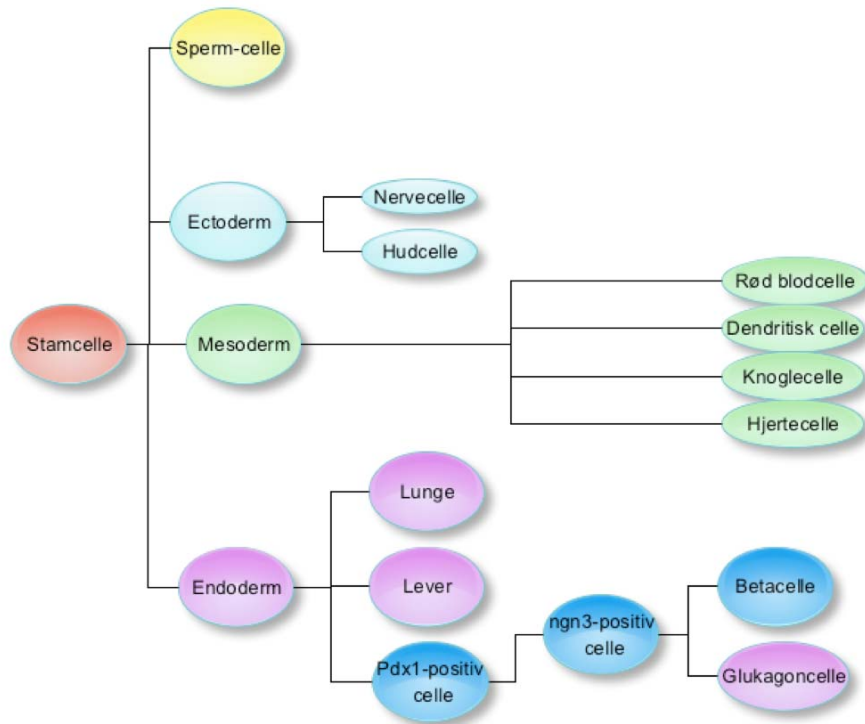 Sperm-celle
Ectoderm
Nervecelle
Hudcelle
Stamcelle
Mesoderm
Rød blodcelle
Dendritisk celle
Knoglecelle
Hjertecelle
Endoderm
Lunge
Lever
Pdx1-positiv
celle
ngn3-positiv
celle
Betacelle
Glukagoncelle